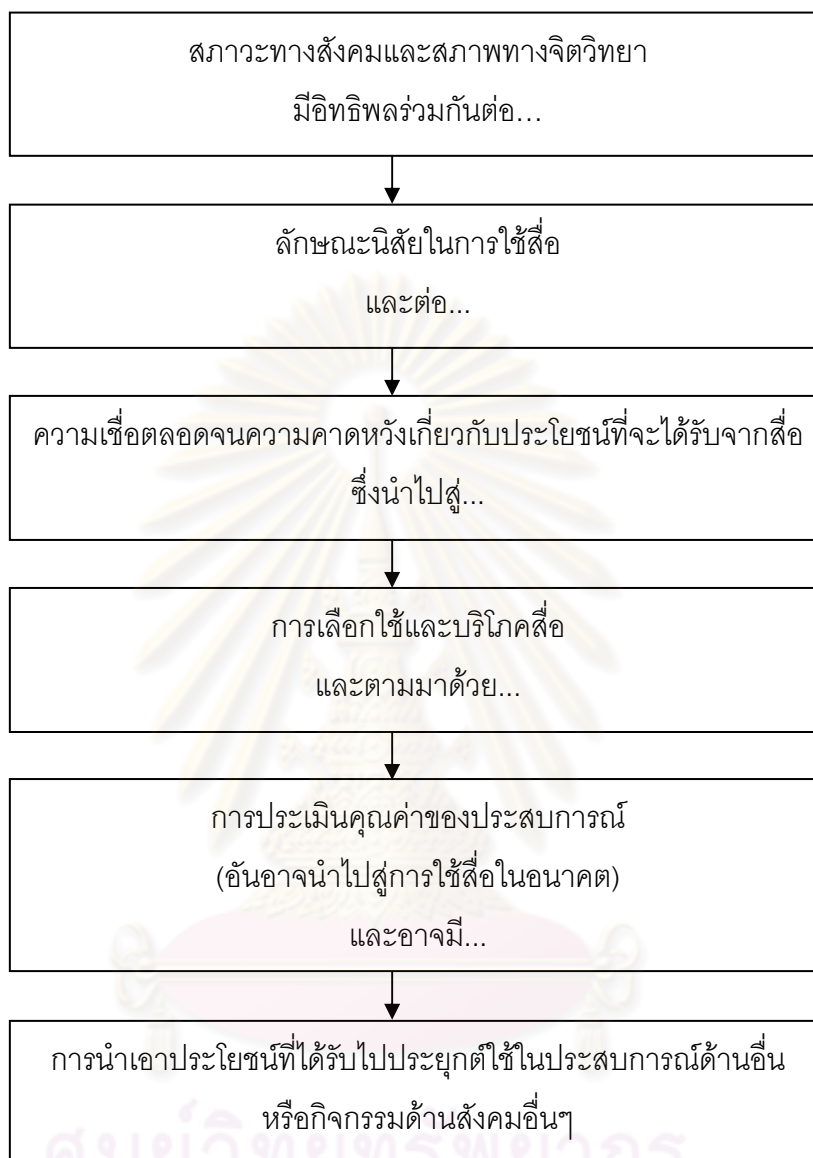 สภาวะทางสังคมและสภาพทางจิตวิทยา
มีอิทธิพลร่วมกันต่อ...
ลักษณะนิสัยในการใช้สื่อ
และต่อ...
ความเชื่อตลอดจนความคาดหวังเกี่ยวกับประโยชน์ที่จะได้รับจากสื่อ
ซึ่งนำไปสู่...
การเลือกใช้และบริโภคสื่อ
และตามมาด้วย...
การประเมินคุณค่าของประสบการณ์
(อันอาจนำไปสู่การใช้สื่อในอนาคต)
และอาจมี...
การนำเอาประโยชน์ที่ได้รับไปประยุกต์ใช้ในประสบการณ์ด้านอื่น
หรือกิจกรรมด้านสังคมอื่นๆ
ศูนย์วิทยทรัพยากร